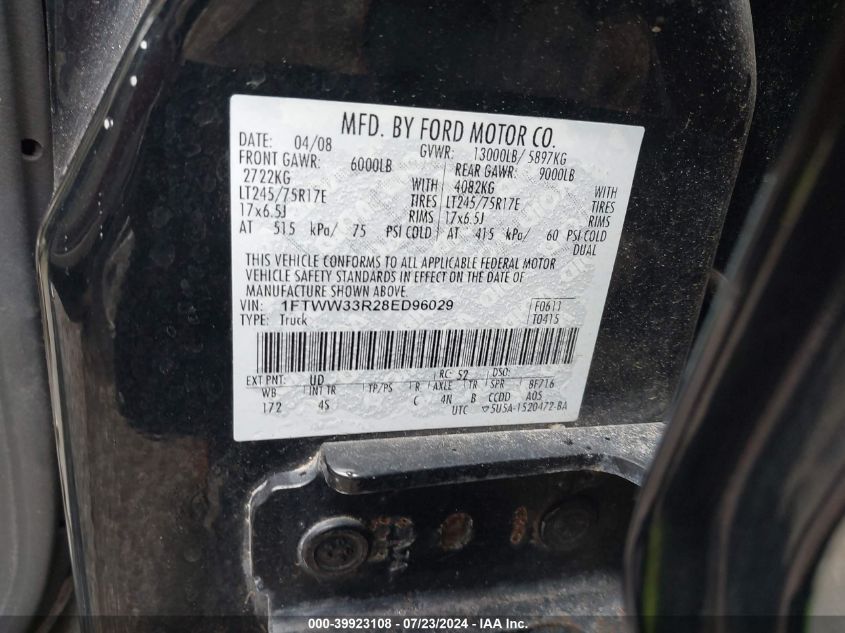 MFD. BY FORD MOTOR CO.
DATE: 04/08 GVWR: 13000LB/ 5897KG
FRONT GAWR: 6000LB REAR GAWR: 9000LB
2722KG WITH 4082KG WITH
LT245/75R17E TIRES LT245/75R17E TIRES
17x6.5J RIMS 17x6.5J RIMS
AT 515 kPa/ 75 PSI COLD AT 415 kPa/ 60 PSI COLD
DUAL
THIS VEHICLE CONFORMS TO ALL APPLICABLE FEDERAL MOTOR
VEHICLE SAFETY STANDARDS IN EFFECT ON THE DATE OF
MANUFACTURE SHOWN ABOVE.
VIN: 1FTWW33R28ED96029 F0611
TYPE: Truck T0415
EXT PNT: UD RC: 52 DSO:
WB INT TR TP/PS R AXLE TR SPR BF716
172 4S C 4N B CCDD A05
UTC ▽5U5A-1520472-BA
000-39923108 - 07/23/2024 - IAA Inc.